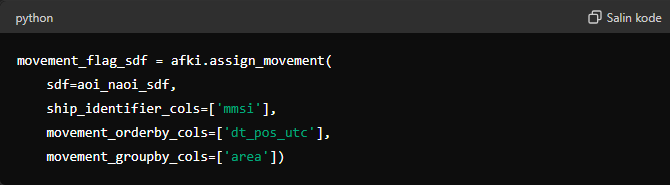 python
Salin kode
movement_flag_sdf = afki.assign_movement(
    sdf=aoi_naoi_sdf,
    ship_identifier_cols=['mmsi'],
    movement_orderby_cols=['dt_pos_utc'],
    movement_groupby_cols=['area'])